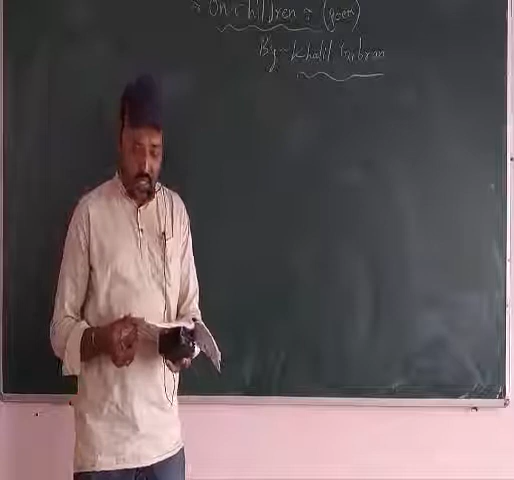 :- On Children :- (poem)
By - Khalil Gibran